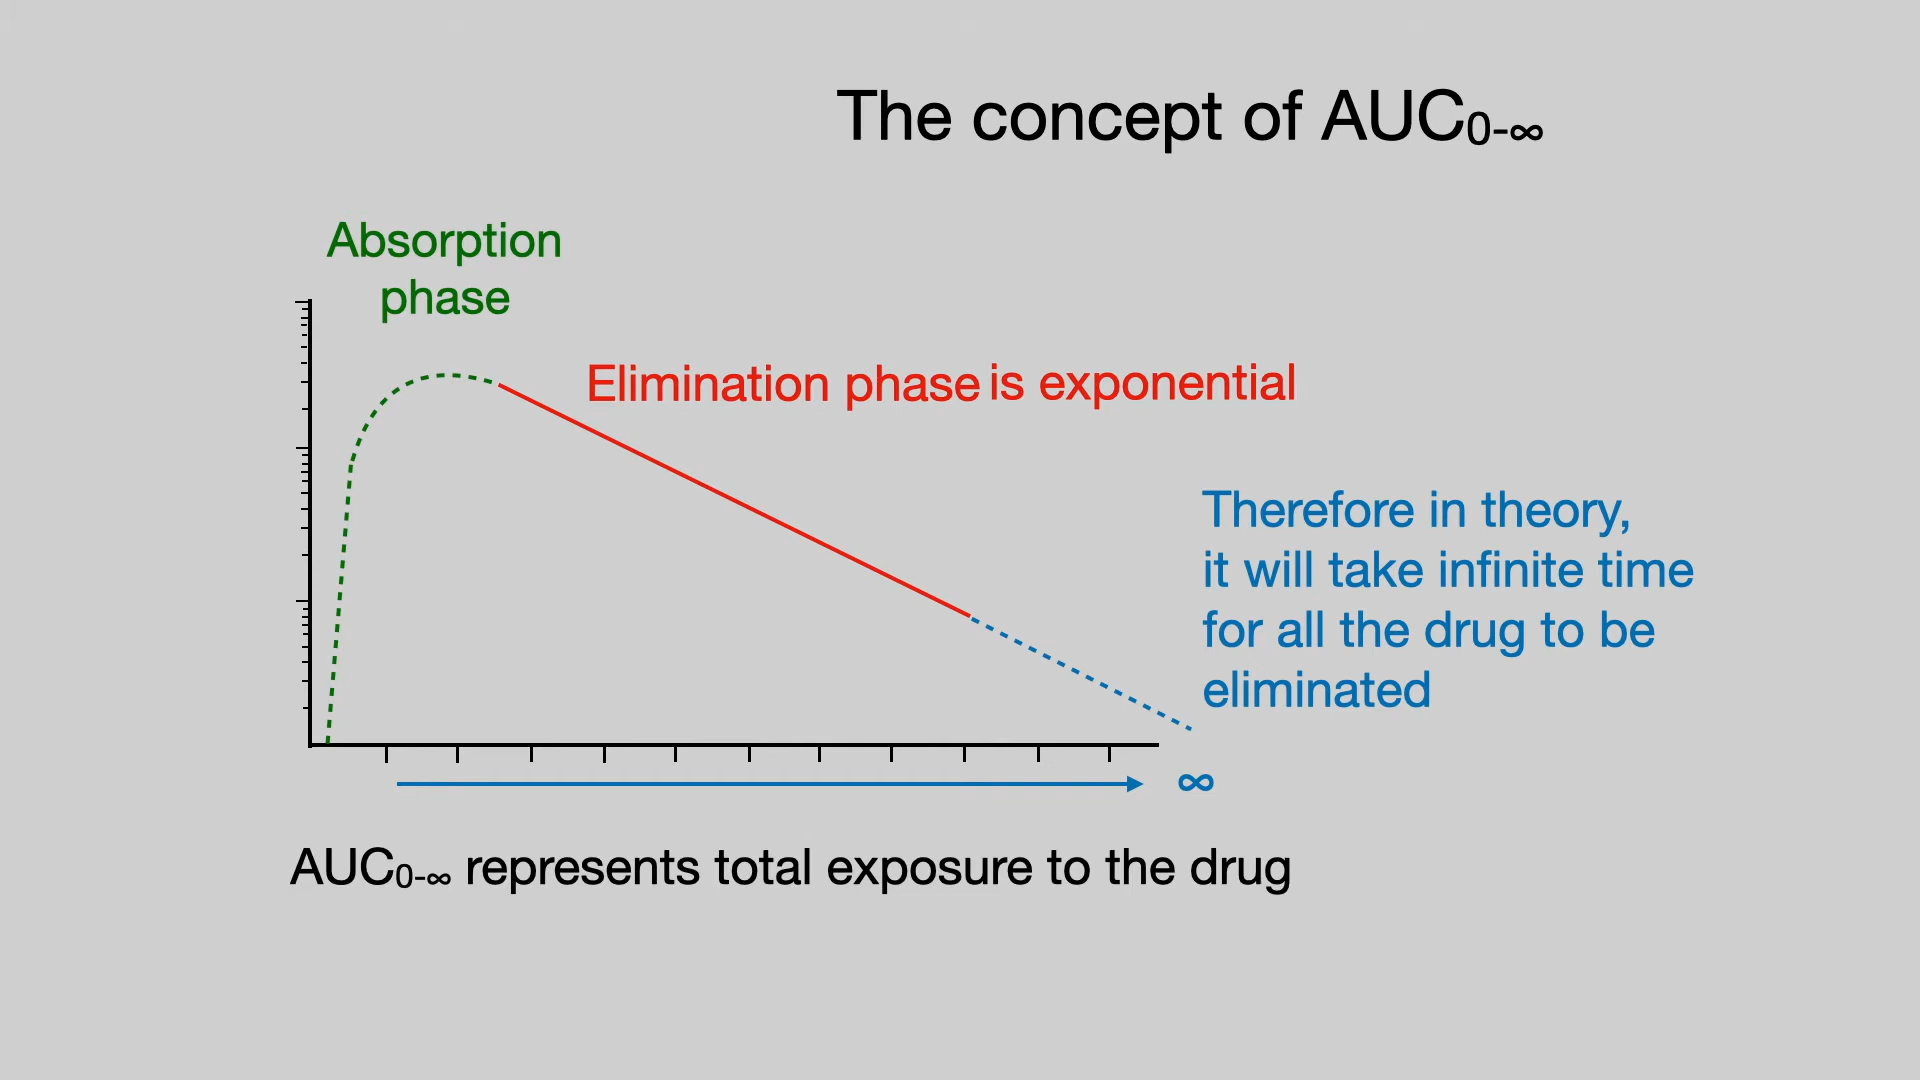 The concept of AUC₀₋∞
Absorption
phase
Elimination phase is exponential
Therefore in theory,
it will take infinite time
for all the drug to be
eliminated
∞
AUC₀₋∞ represents total exposure to the drug